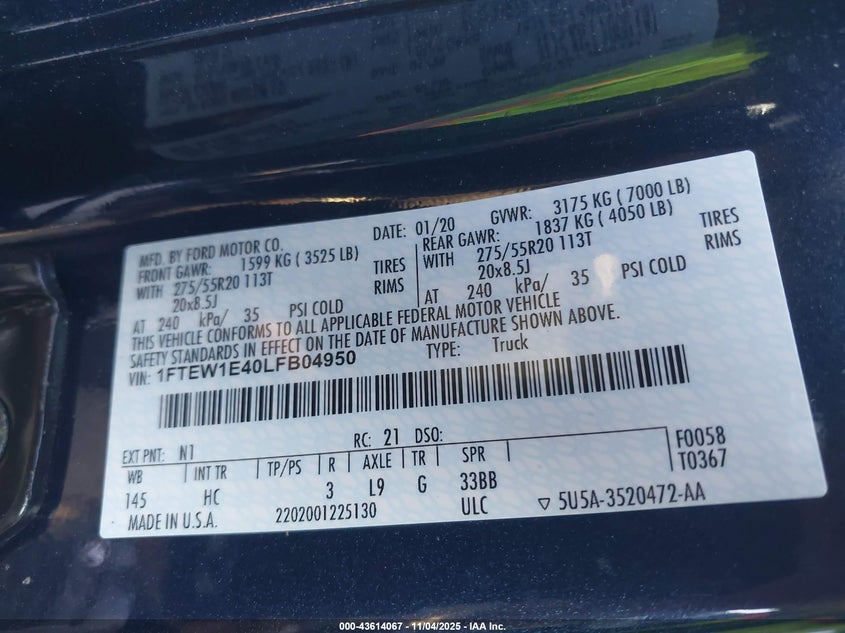 MFD. BY FORD MOTOR CO. DATE: 01/20 GVWR: 3175 KG ( 7000 LB)
FRONT GAWR: 1599 KG ( 3525 LB) REAR GAWR: 1837 KG ( 4050 LB)
WITH 275/55R20 113T TIRES WITH 275/55R20 113T TIRES
20x8.5J RIMS 20x8.5J RIMS
AT 240 kPa/ 35 PSI COLD AT 240 kPa/ 35 PSI COLD
THIS VEHICLE CONFORMS TO ALL APPLICABLE FEDERAL MOTOR VEHICLE
SAFETY STANDARDS IN EFFECT ON THE DATE OF MANUFACTURE SHOWN ABOVE.
VIN: 1FTEW1E40LFB04950 TYPE: Truck
EXT PNT: N1 RC: 21 DSO: F0058
WB INT TR TP/PS R AXLE TR SPR T0367
145 HC 3 L9 G 33BB
MADE IN U.S.A. 2202001225130 ULC ▽ 5U5A-3520472-AA
000-43614067 - 11/04/2025 - IAA Inc.